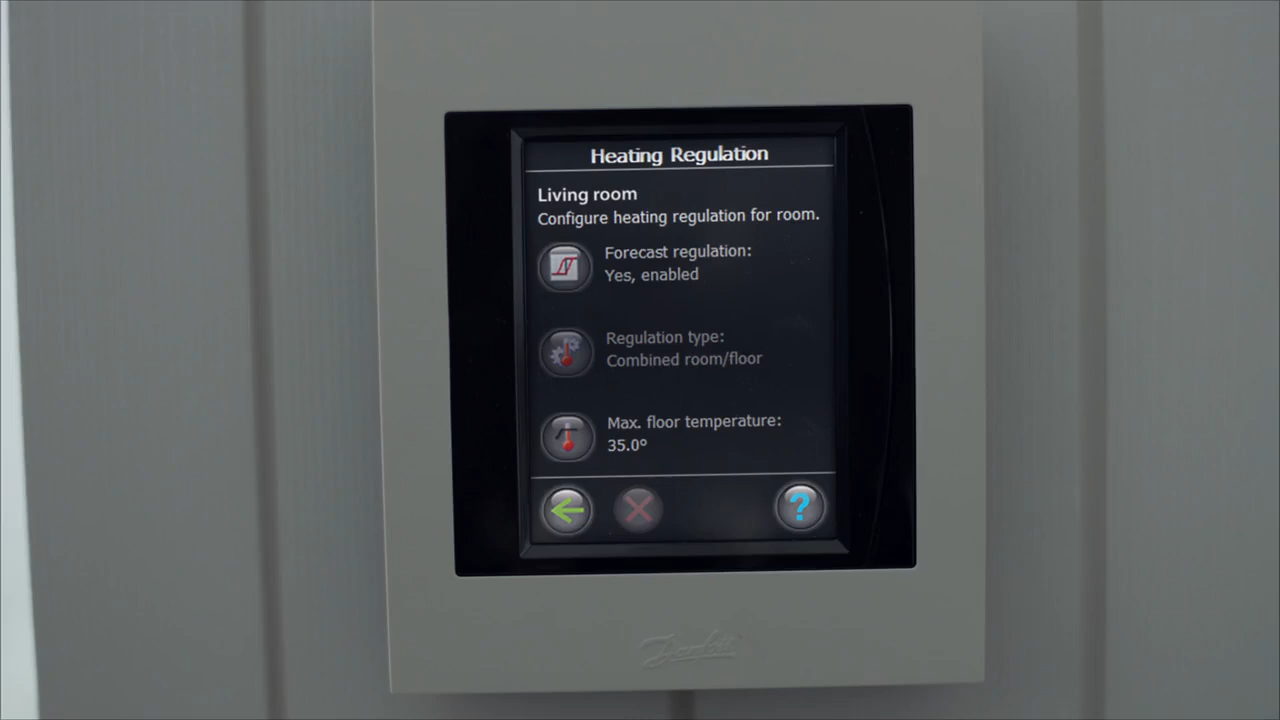 Heating Regulation
Living room
Configure heating regulation for room.
Forecast regulation:
Yes, enabled
Regulation type:
Combined room/floor
Max. floor temperature:
35.0°
?
Danfoss